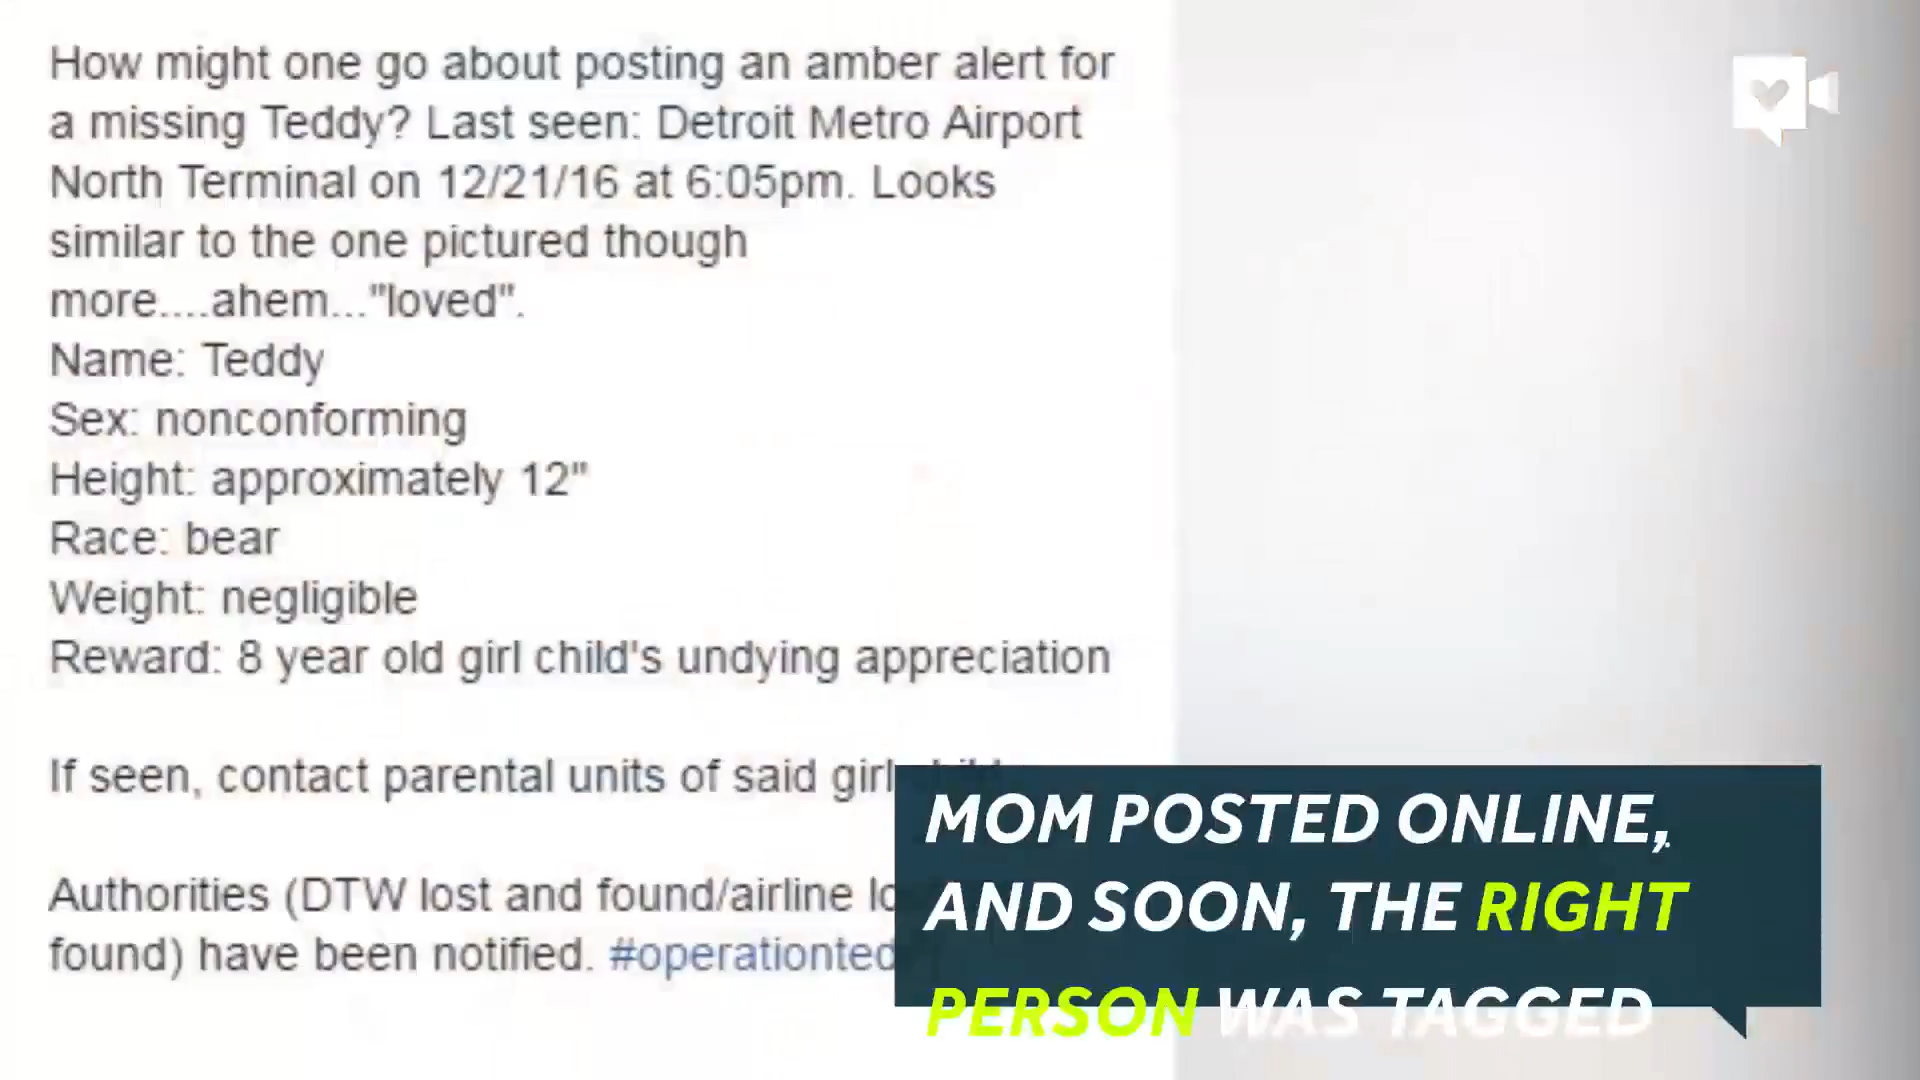 How might one go about posting an amber alert for
a missing Teddy? Last seen: Detroit Metro Airport
North Terminal on 12/21/16 at 6:05pm. Looks
similar to the one pictured though
more....ahem..."loved".
Name: Teddy
Sex: nonconforming
Height: approximately 12"
Race: bear
Weight: negligible
Reward: 8 year old girl child's undying appreciation
If seen, contact parental units of said girl
Authorities (DTW lost and found/airline
found) have been notified.
MOM POSTED ONLINE,
AND SOON, THE RIGHT
PERSON WAS TAGGED